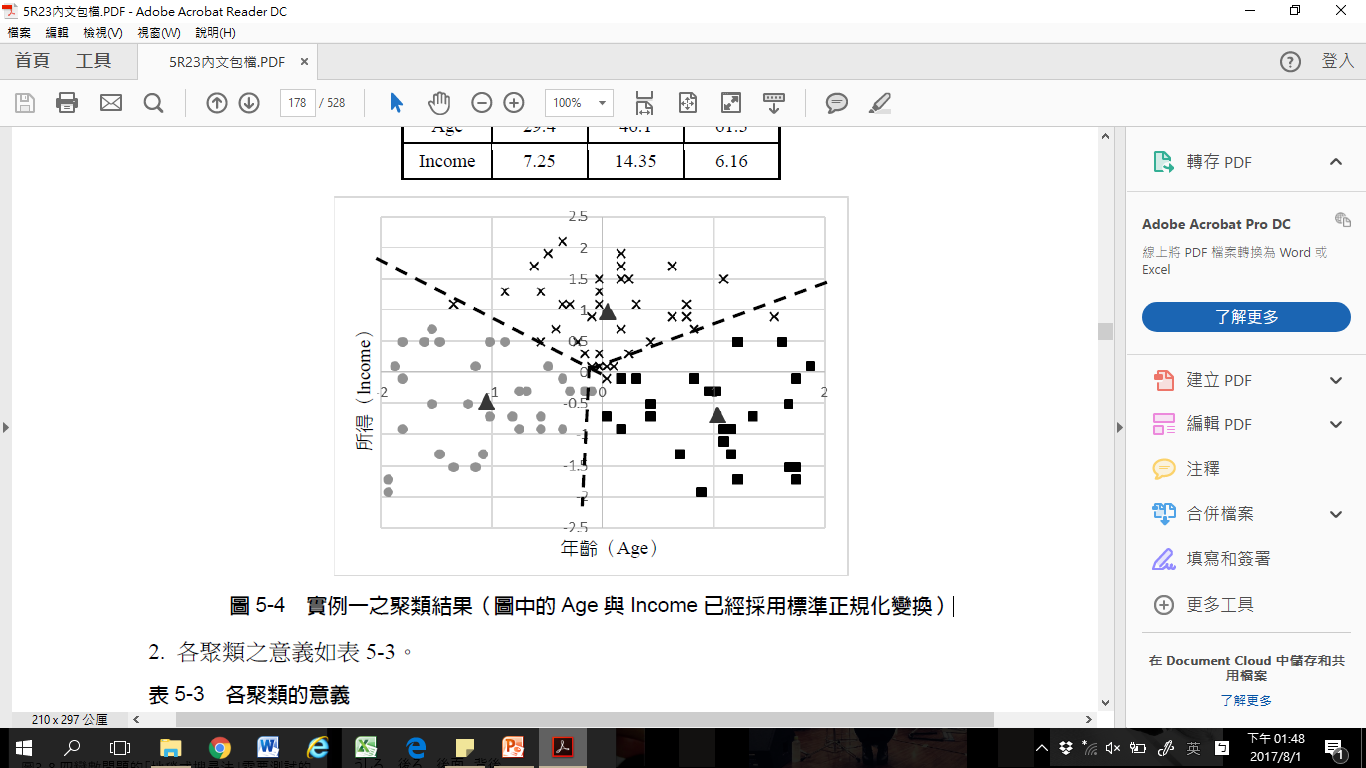 5R23內文包檔.PDF - Adobe Acrobat Reader DC
檔案 編輯 檢視(V) 視窗(W) 說明(H)
首頁 工具 5R23內文包檔.PDF × 登入
178 / 528 100%
Age 29.4 46.1 61.3
Income 7.25 14.35 6.16
2.5
2
1.5
1
0.5
0
-2 -1 0 1 2
-0.5
-1
-1.5
-2
-2.5
所得（Income）
年齡（Age）
圖 5-4 實例一之聚類結果（圖中的 Age 與 Income 已經採用標準正規化變換）
2. 各聚類之意義如表 5-3。
表 5-3 各聚類的意義
210 x 297 公厘
轉存 PDF
Adobe Acrobat Pro DC
線上將 PDF 檔案轉換為 Word 或
Excel
了解更多
建立 PDF
編輯 PDF
注釋
合併檔案
填寫和簽署
更多工具
在 Document Cloud 中儲存和共
用檔案
了解更多
英
下午 01:48
2017/8/1